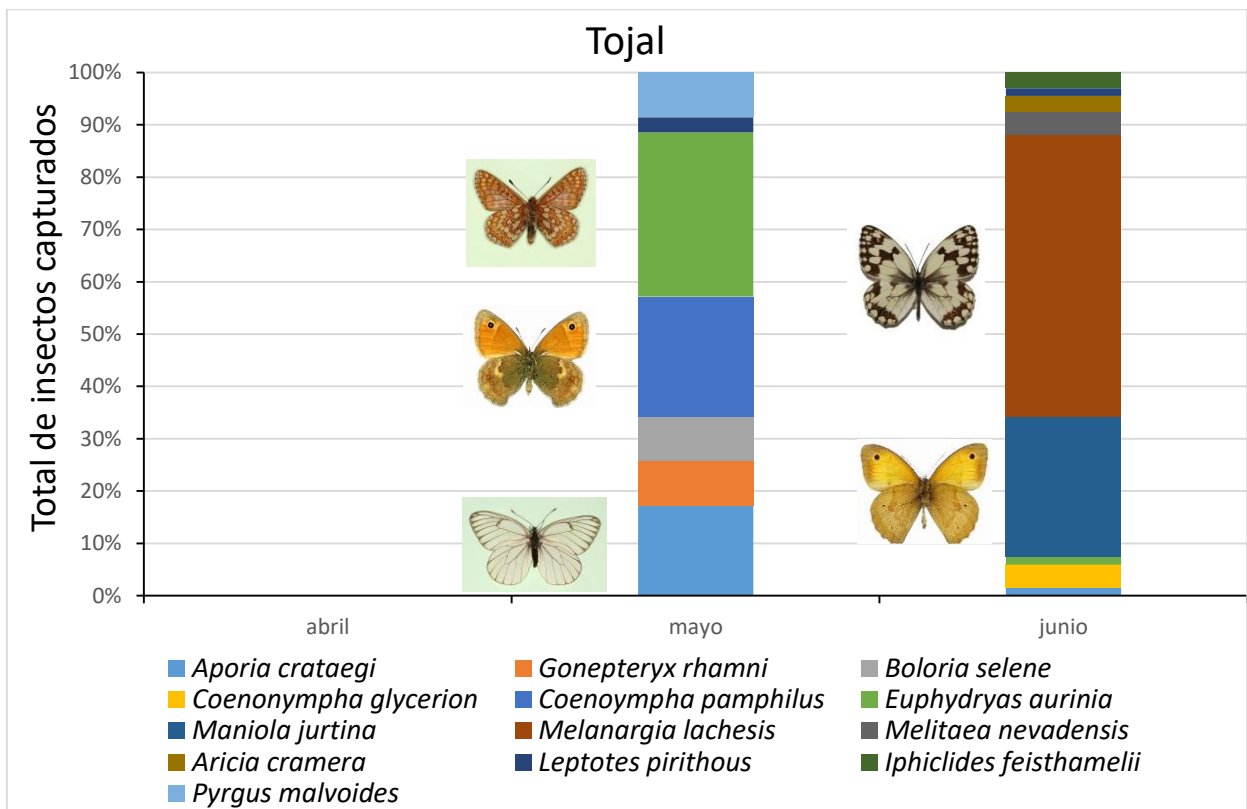 Tojal
Total de insectos capturados
100%
90%
80%
70%
60%
50%
40%
30%
20%
10%
0%
abril mayo junio
Aporia crataegi Gonepteryx rhamni Boloria selene
Coenonympha glycerion Coenoympha pamphilus Euphydryas aurinia
Maniola jurtina Melanargia lachesis Melitaea nevadensis
Aricia cramera Leptotes pirithous Iphiclides feisthamelii
Pyrgus malvoides